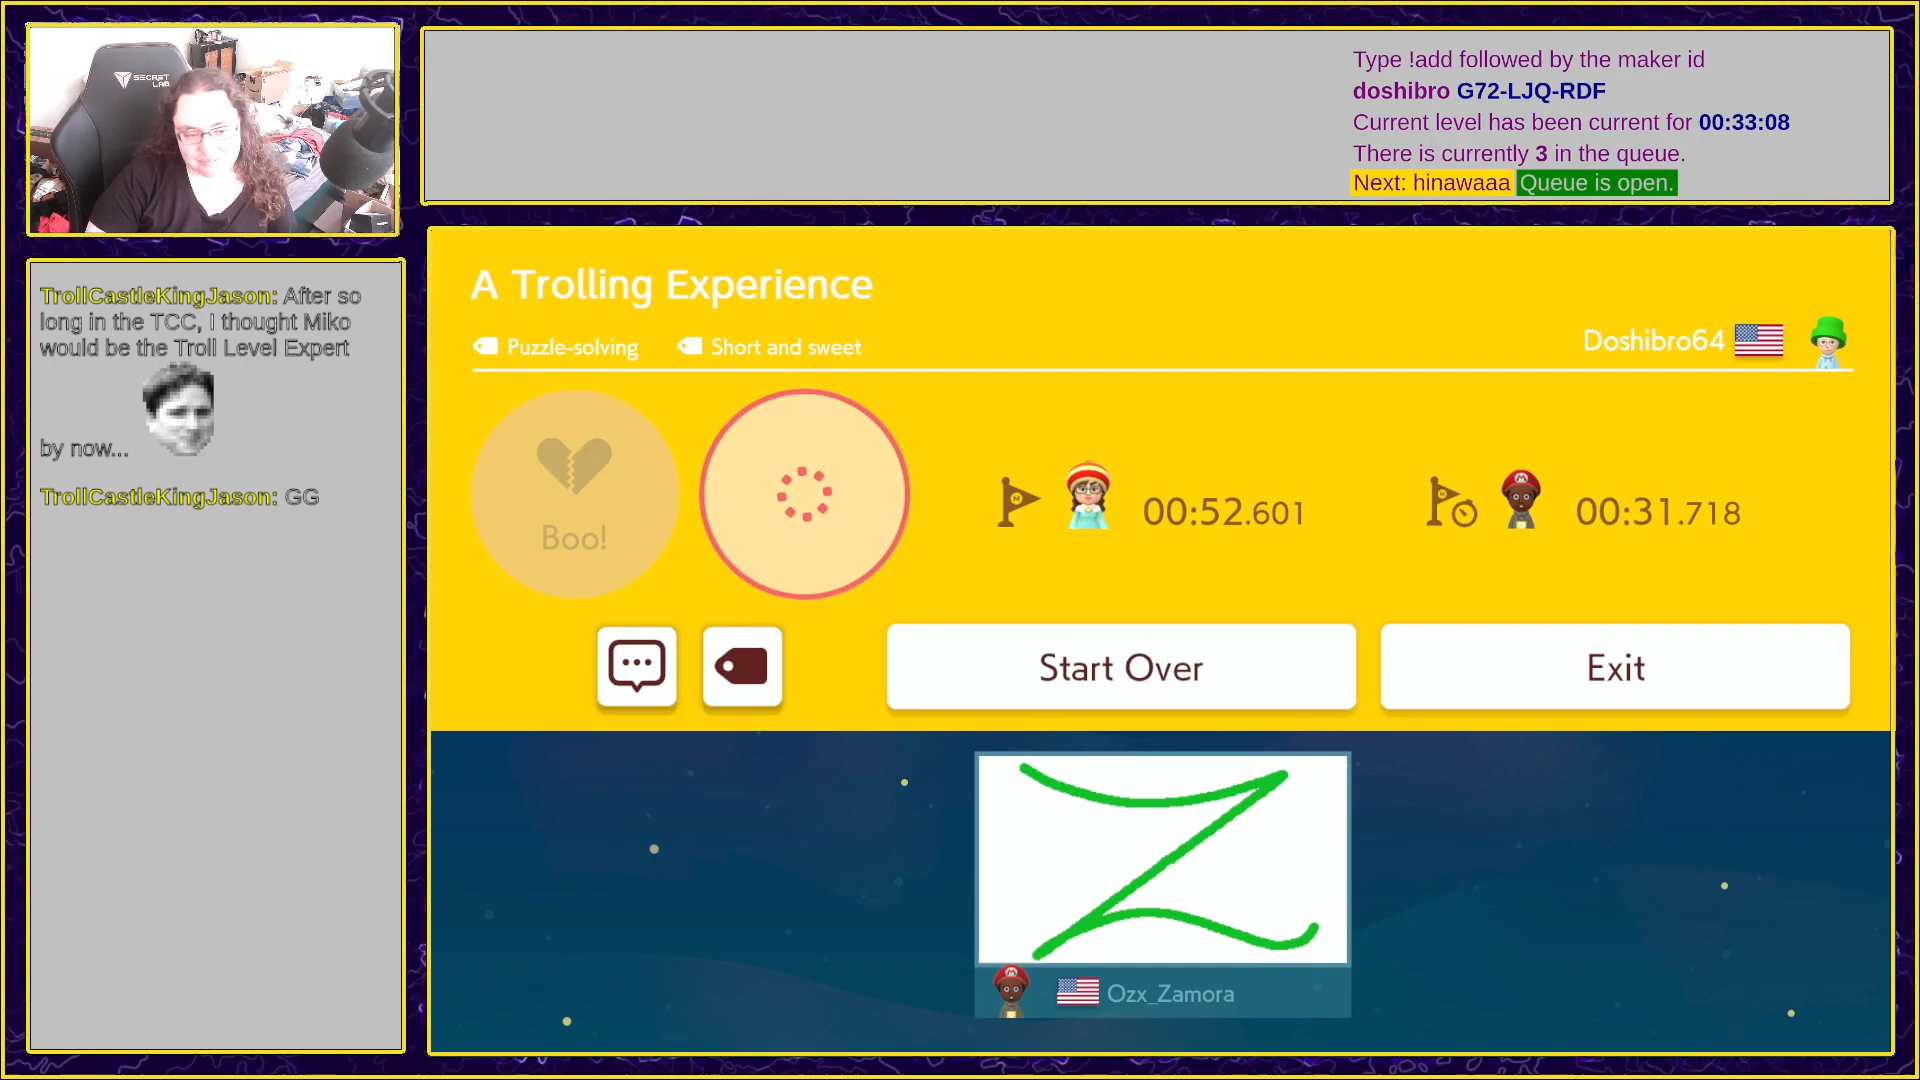 SECRET
LAB
Type !add followed by the maker id
doshibro G72-LJQ-RDF
Current level has been current for 00:33:08
There is currently 3 in the queue.
Next: hinawaaa Queue is open.
TrollCastleKingJason: After so
long in the TCC, I thought Miko
would be the Troll Level Expert
by now...
TrollCastleKingJason: GG
A Trolling Experience
Puzzle-solving Short and sweet
Doshibro64
Boo!
00:52.601
00:31.718
Start Over
Exit
Z
Ozx_Zamora